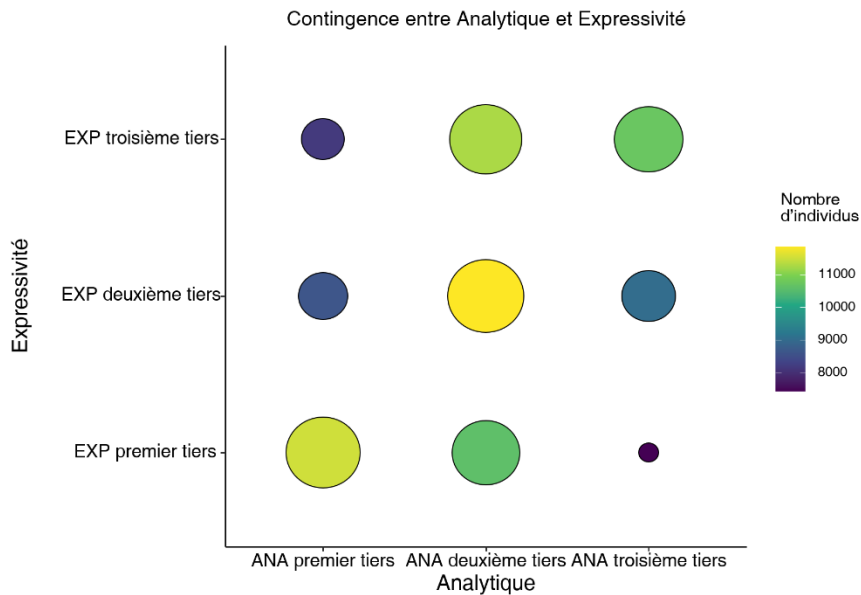 Contingence entre Analytique et Expressivité
Expressivité
EXP troisième tiers
EXP deuxième tiers
EXP premier tiers
ANA premier tiers
ANA deuxième tiers
ANA troisième tiers
Analytique
Nombre
d'individus
11000
10000
9000
8000